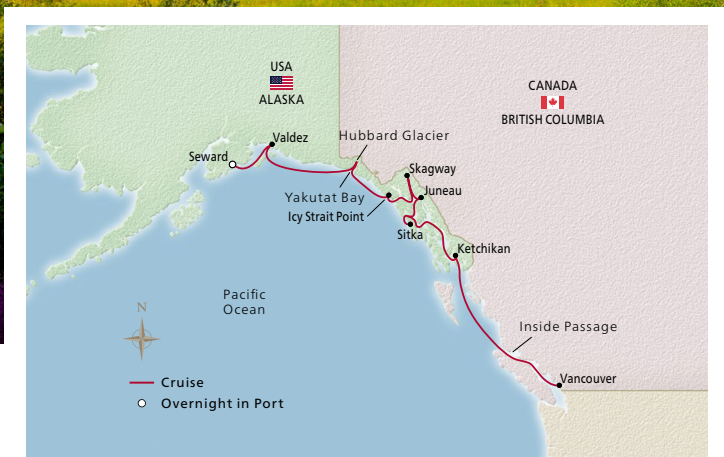 USA
ALASKA
CANADA
BRITISH COLUMBIA
Valdez
Hubbard Glacier
Seward
Skagway
Yakutat Bay
Juneau
Icy Strait Point
Sitka
Ketchikan
Pacific
Ocean
N
Inside Passage
Vancouver
Cruise
Overnight in Port